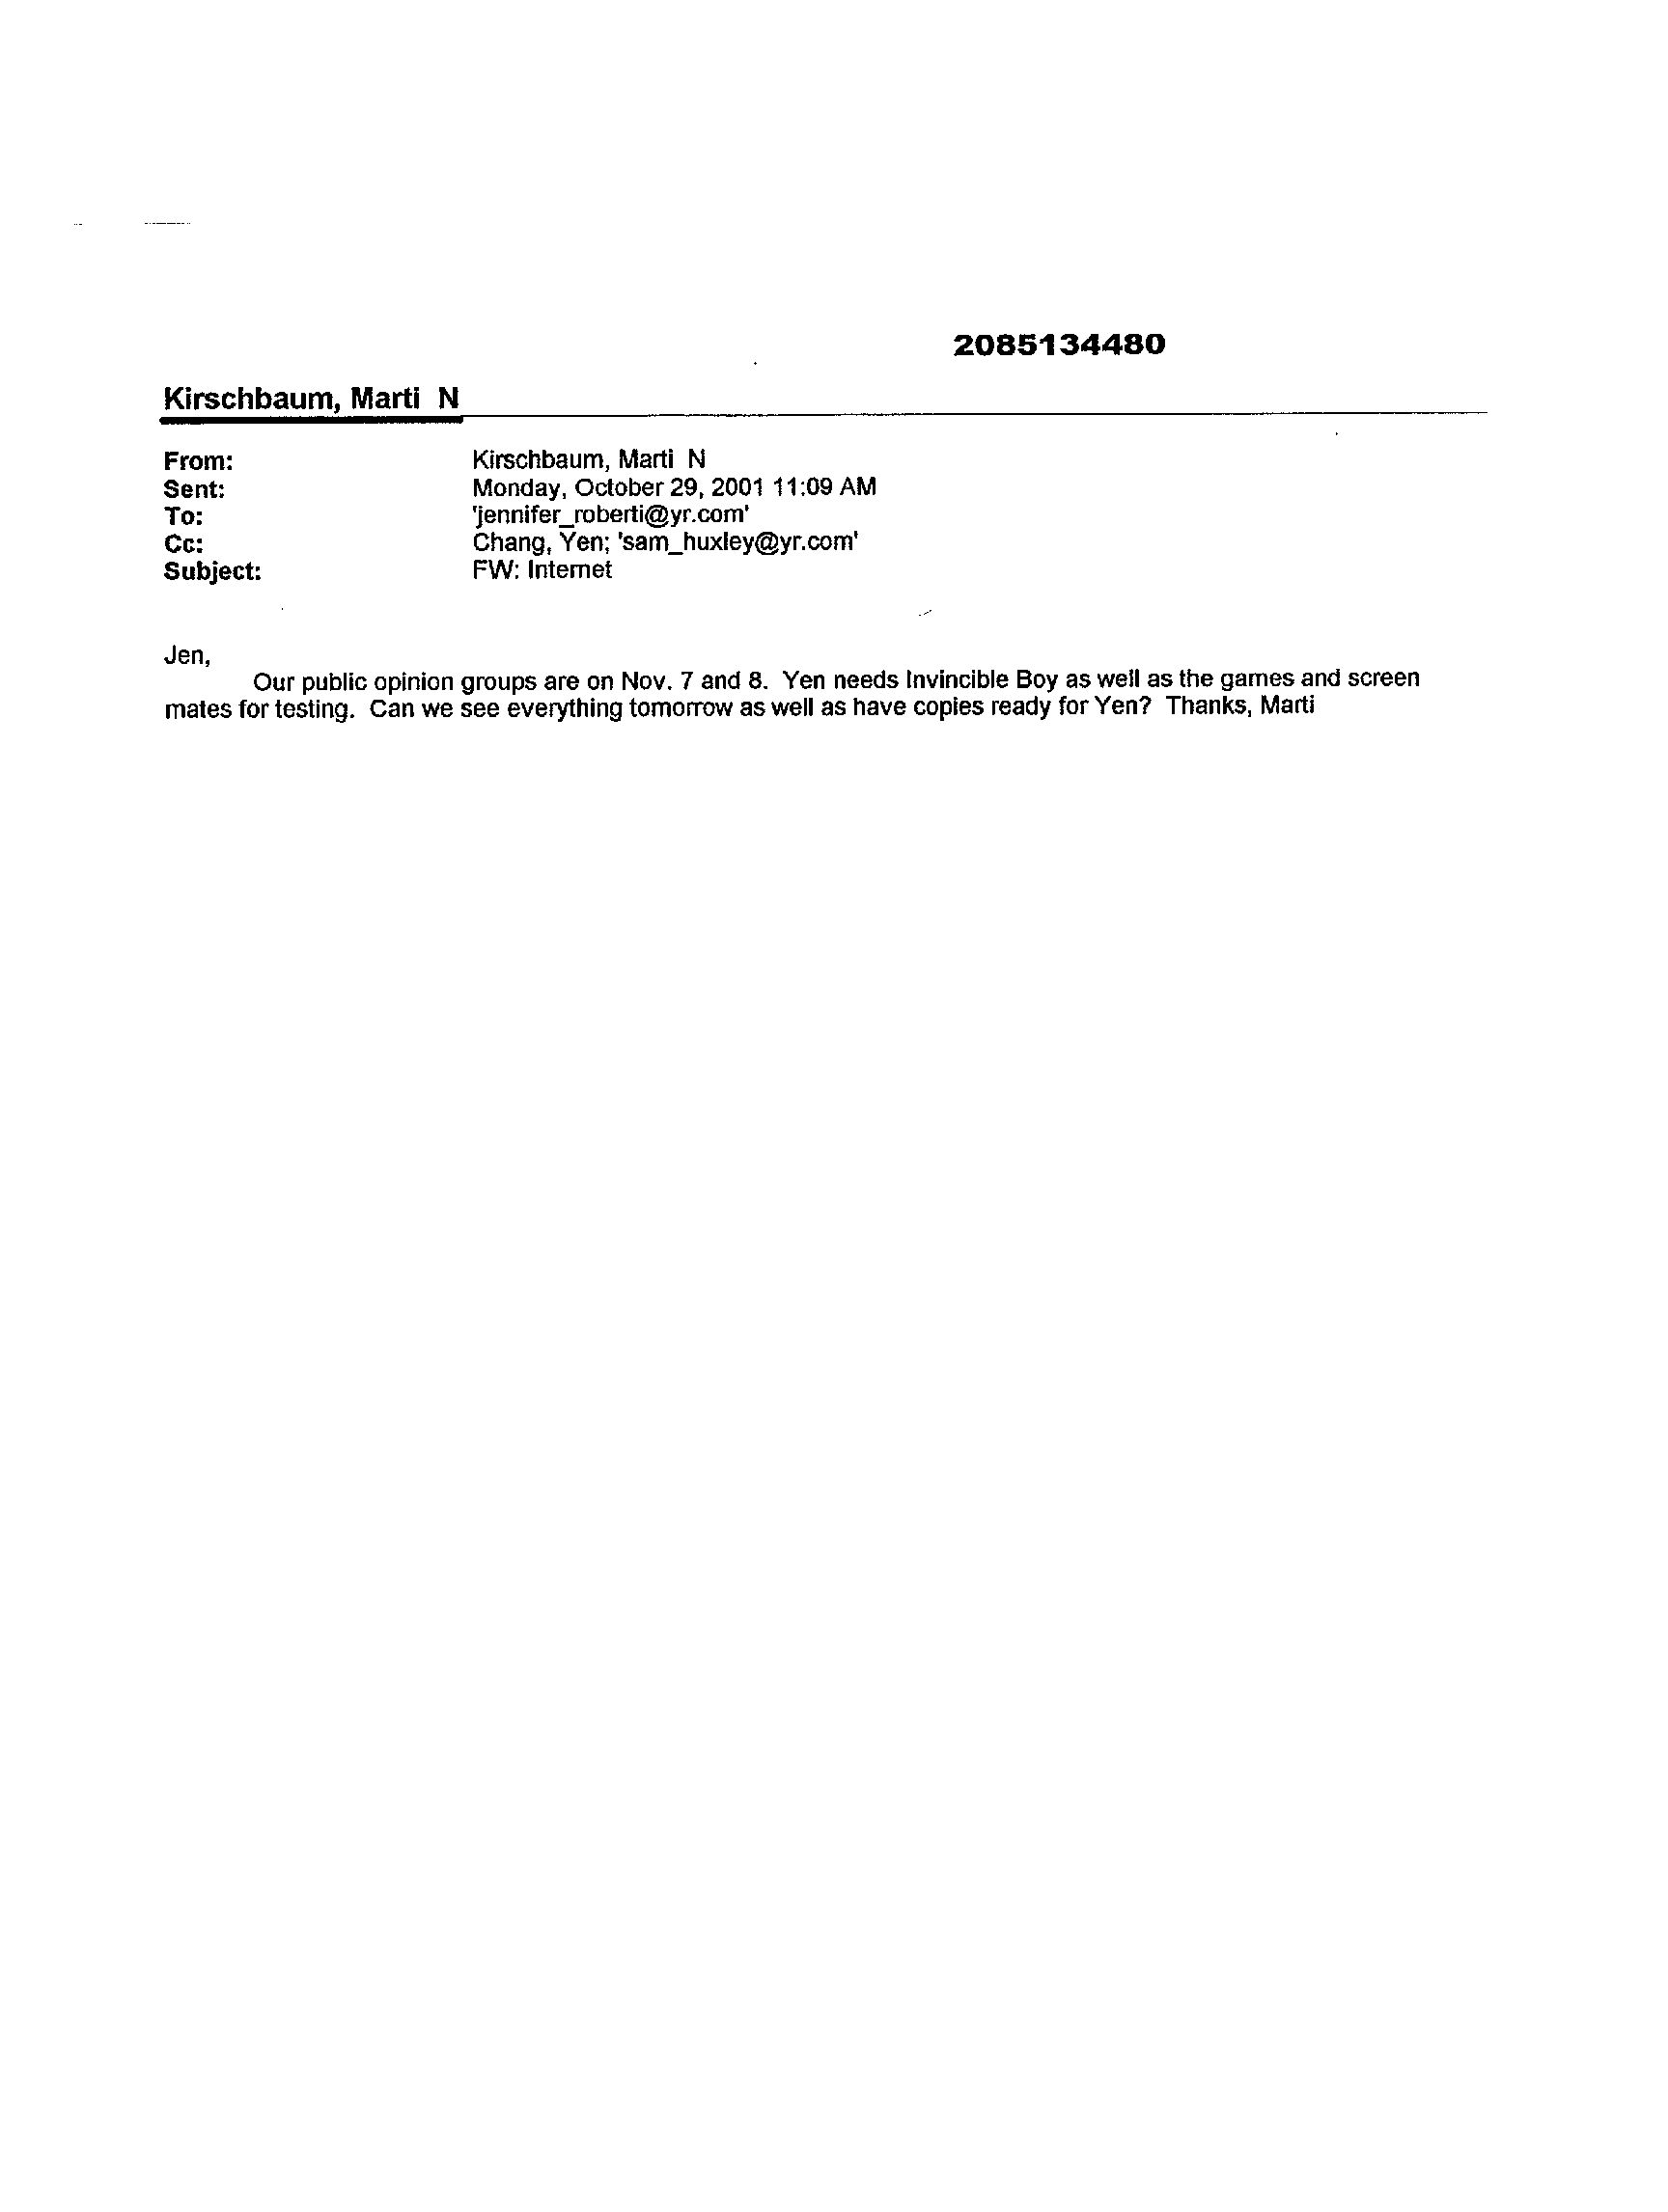 2085134480
Kirschbaum, Marti N
From: Kirschbaum, Marti N
Sent: Monday, October 29, 2001 11:09 AM
To: 'jennifer_roberti@yr.com'
Cc: Chang, Yen; 'sam_huxley@yr.com'
Subject: FW: Internet
Jen,
Our public opinion groups are on Nov. 7 and 8. Yen needs Invincible Boy as well as the games and screen
mates for testing. Can we see everything tomorrow as well as have copies ready for Yen? Thanks, Marti